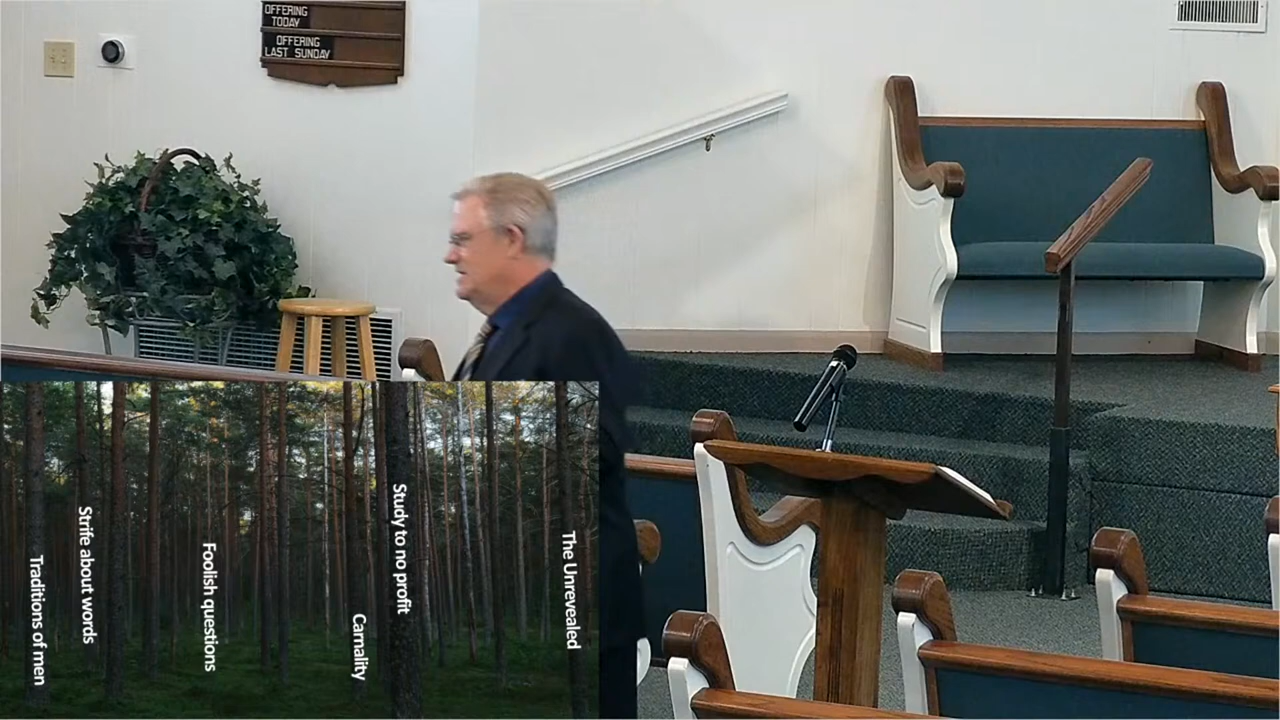 OFFERING
TODAY
OFFERING
LAST SUNDAY
Traditions of men
Strife about words
Foolish questions
Carnality
Study to no profit
The Unrevealed